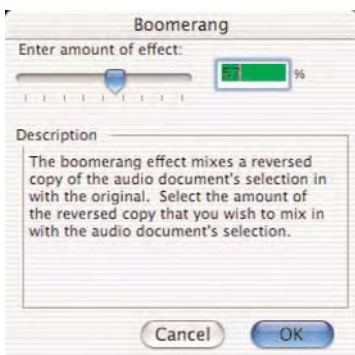 Boomerang
Enter amount of effect:
57 %
Description
The boomerang effect mixes a reversed
copy of the audio document's selection in
with the original. Select the amount of
the reversed copy that you wish to mix in
with the audio document's selection.
Cancel OK